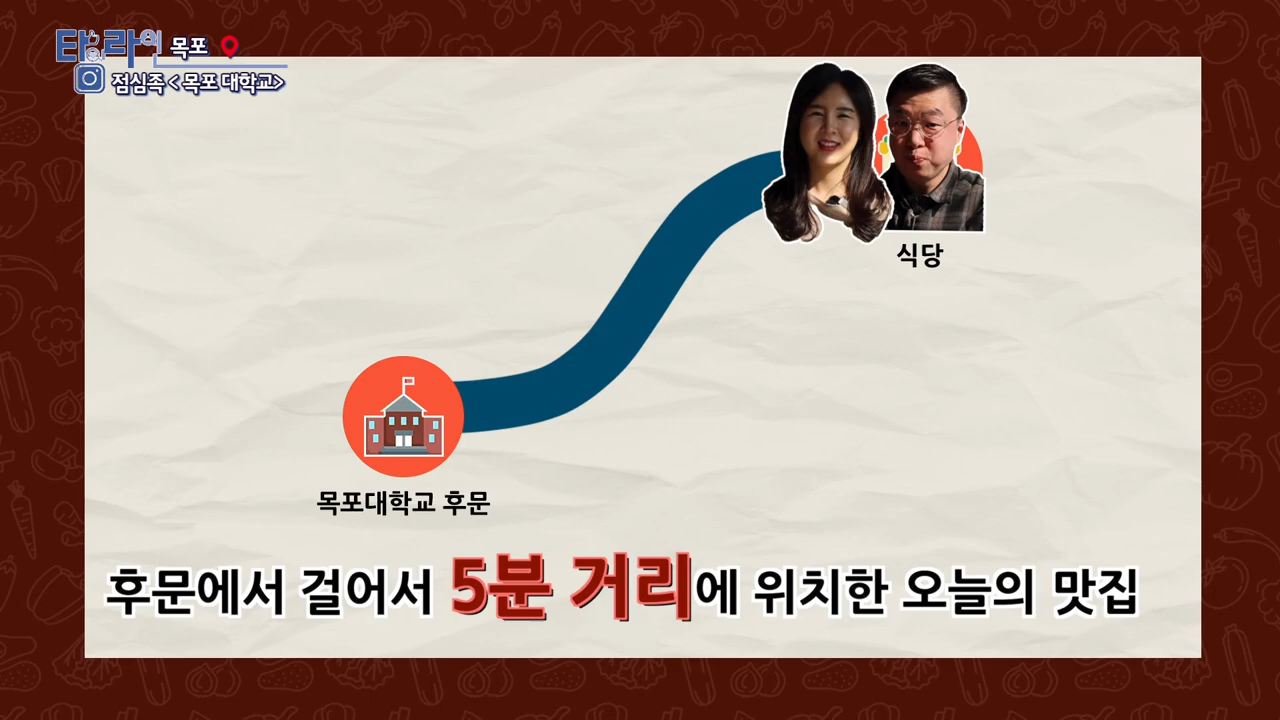 목포
점심족 < 목포 대학교>
식당
목포대학교 후문
후문에서 걸어서 5분 거리에 위치한 오늘의 맛집